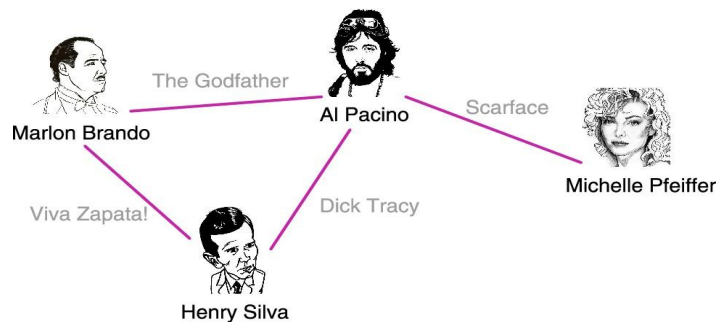 The Godfather
Marlon Brando
Al Pacino
Scarface
Michelle Pfeiffer
Viva Zapata!
Dick Tracy
Henry Silva